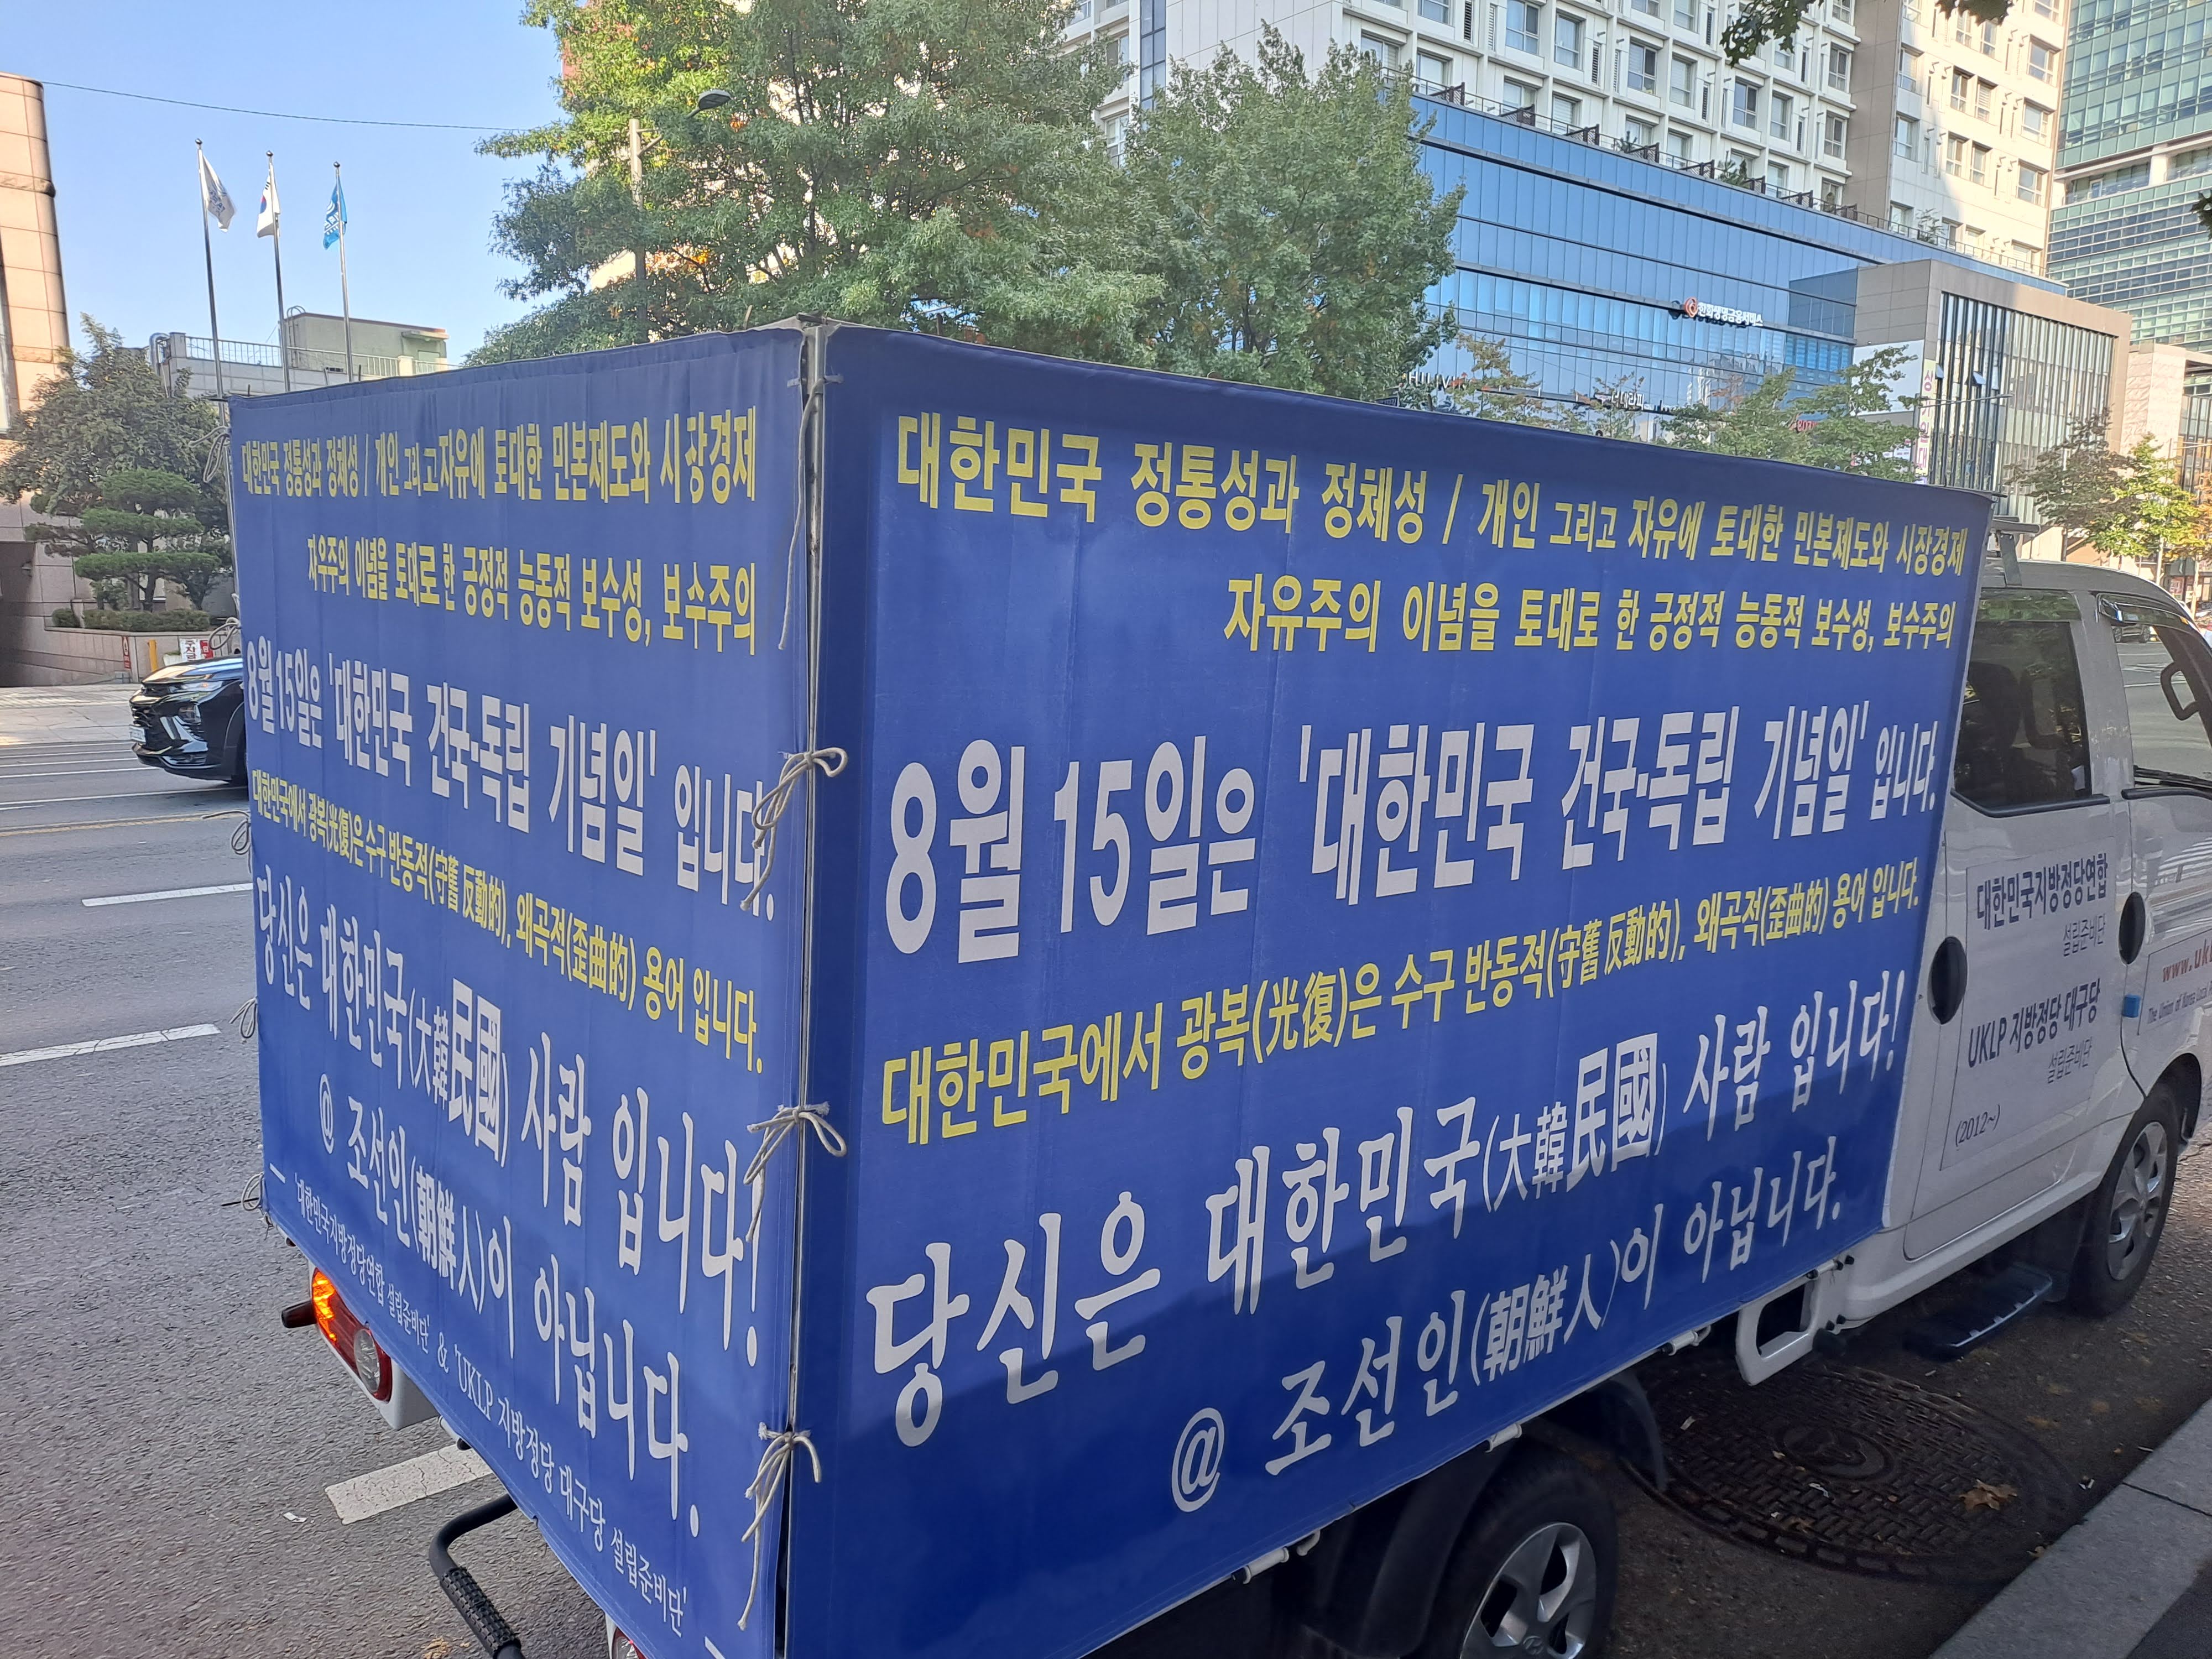 대한민국 정통성과 정체성 / 개인 그리고 자유에 토대한 민본제도와 시장경제
자유주의 이념을 토대로 한 긍정적 능동적 보수성, 보수주의
8월 15일은 '대한민국 건국·독립 기념일' 입니다.
대한민국에서 광복(光復)은 수구 반동적(守舊 反動的), 왜곡적(歪曲的) 용어 입니다.
당신은 대한민국(大韓民國) 사람 입니다!
@ 조선인(朝鮮人)이 아닙니다.
— '대한민국지방정당연합 설립준비단' & 'UKLP 지방정당 대구당 설립준비단' —
대한민국 정통성과 정체성 / 개인 그리고 자유에 토대한 민본제도와 시장경제
자유주의 이념을 토대로 한 긍정적 능동적 보수성, 보수주의
8월 15일은 '대한민국 건국·독립 기념일' 입니다.
대한민국에서 광복(光復)은 수구 반동적(守舊 反動的), 왜곡적(歪曲的) 용어 입니다.
당신은 대한민국(大韓民國) 사람 입니다!
@ 조선인(朝鮮人)이 아닙니다.
대한민국지방정당연합
설립준비단
UKLP 지방정당 대구당
설립준비단
(2012~)
www.uk
The Union of Korea
한화생명금융서비스